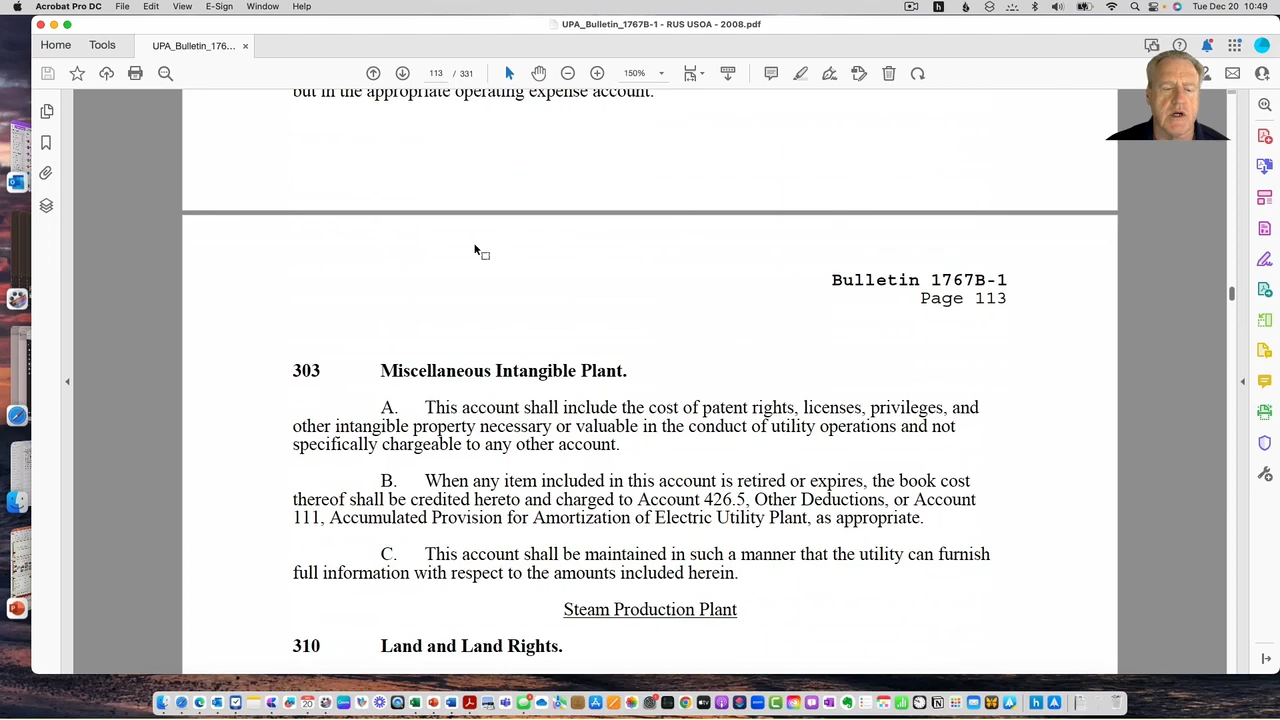 Acrobat Pro DC File Edit View E-Sign Window Help Tue Dec 20 10:49
UPA_Bulletin_1767B-1 - RUS USOA - 2008.pdf
Home Tools UPA_Bulletin_176... ×
113 / 331 150%
but in the appropriate operating expense account.
Bulletin 1767B-1
Page 113
303 Miscellaneous Intangible Plant.
A. This account shall include the cost of patent rights, licenses, privileges, and
other intangible property necessary or valuable in the conduct of utility operations and not
specifically chargeable to any other account.
B. When any item included in this account is retired or expires, the book cost
thereof shall be credited hereto and charged to Account 426.5, Other Deductions, or Account
111, Accumulated Provision for Amortization of Electric Utility Plant, as appropriate.
C. This account shall be maintained in such a manner that the utility can furnish
full information with respect to the amounts included herein.
Steam Production Plant
310 Land and Land Rights.